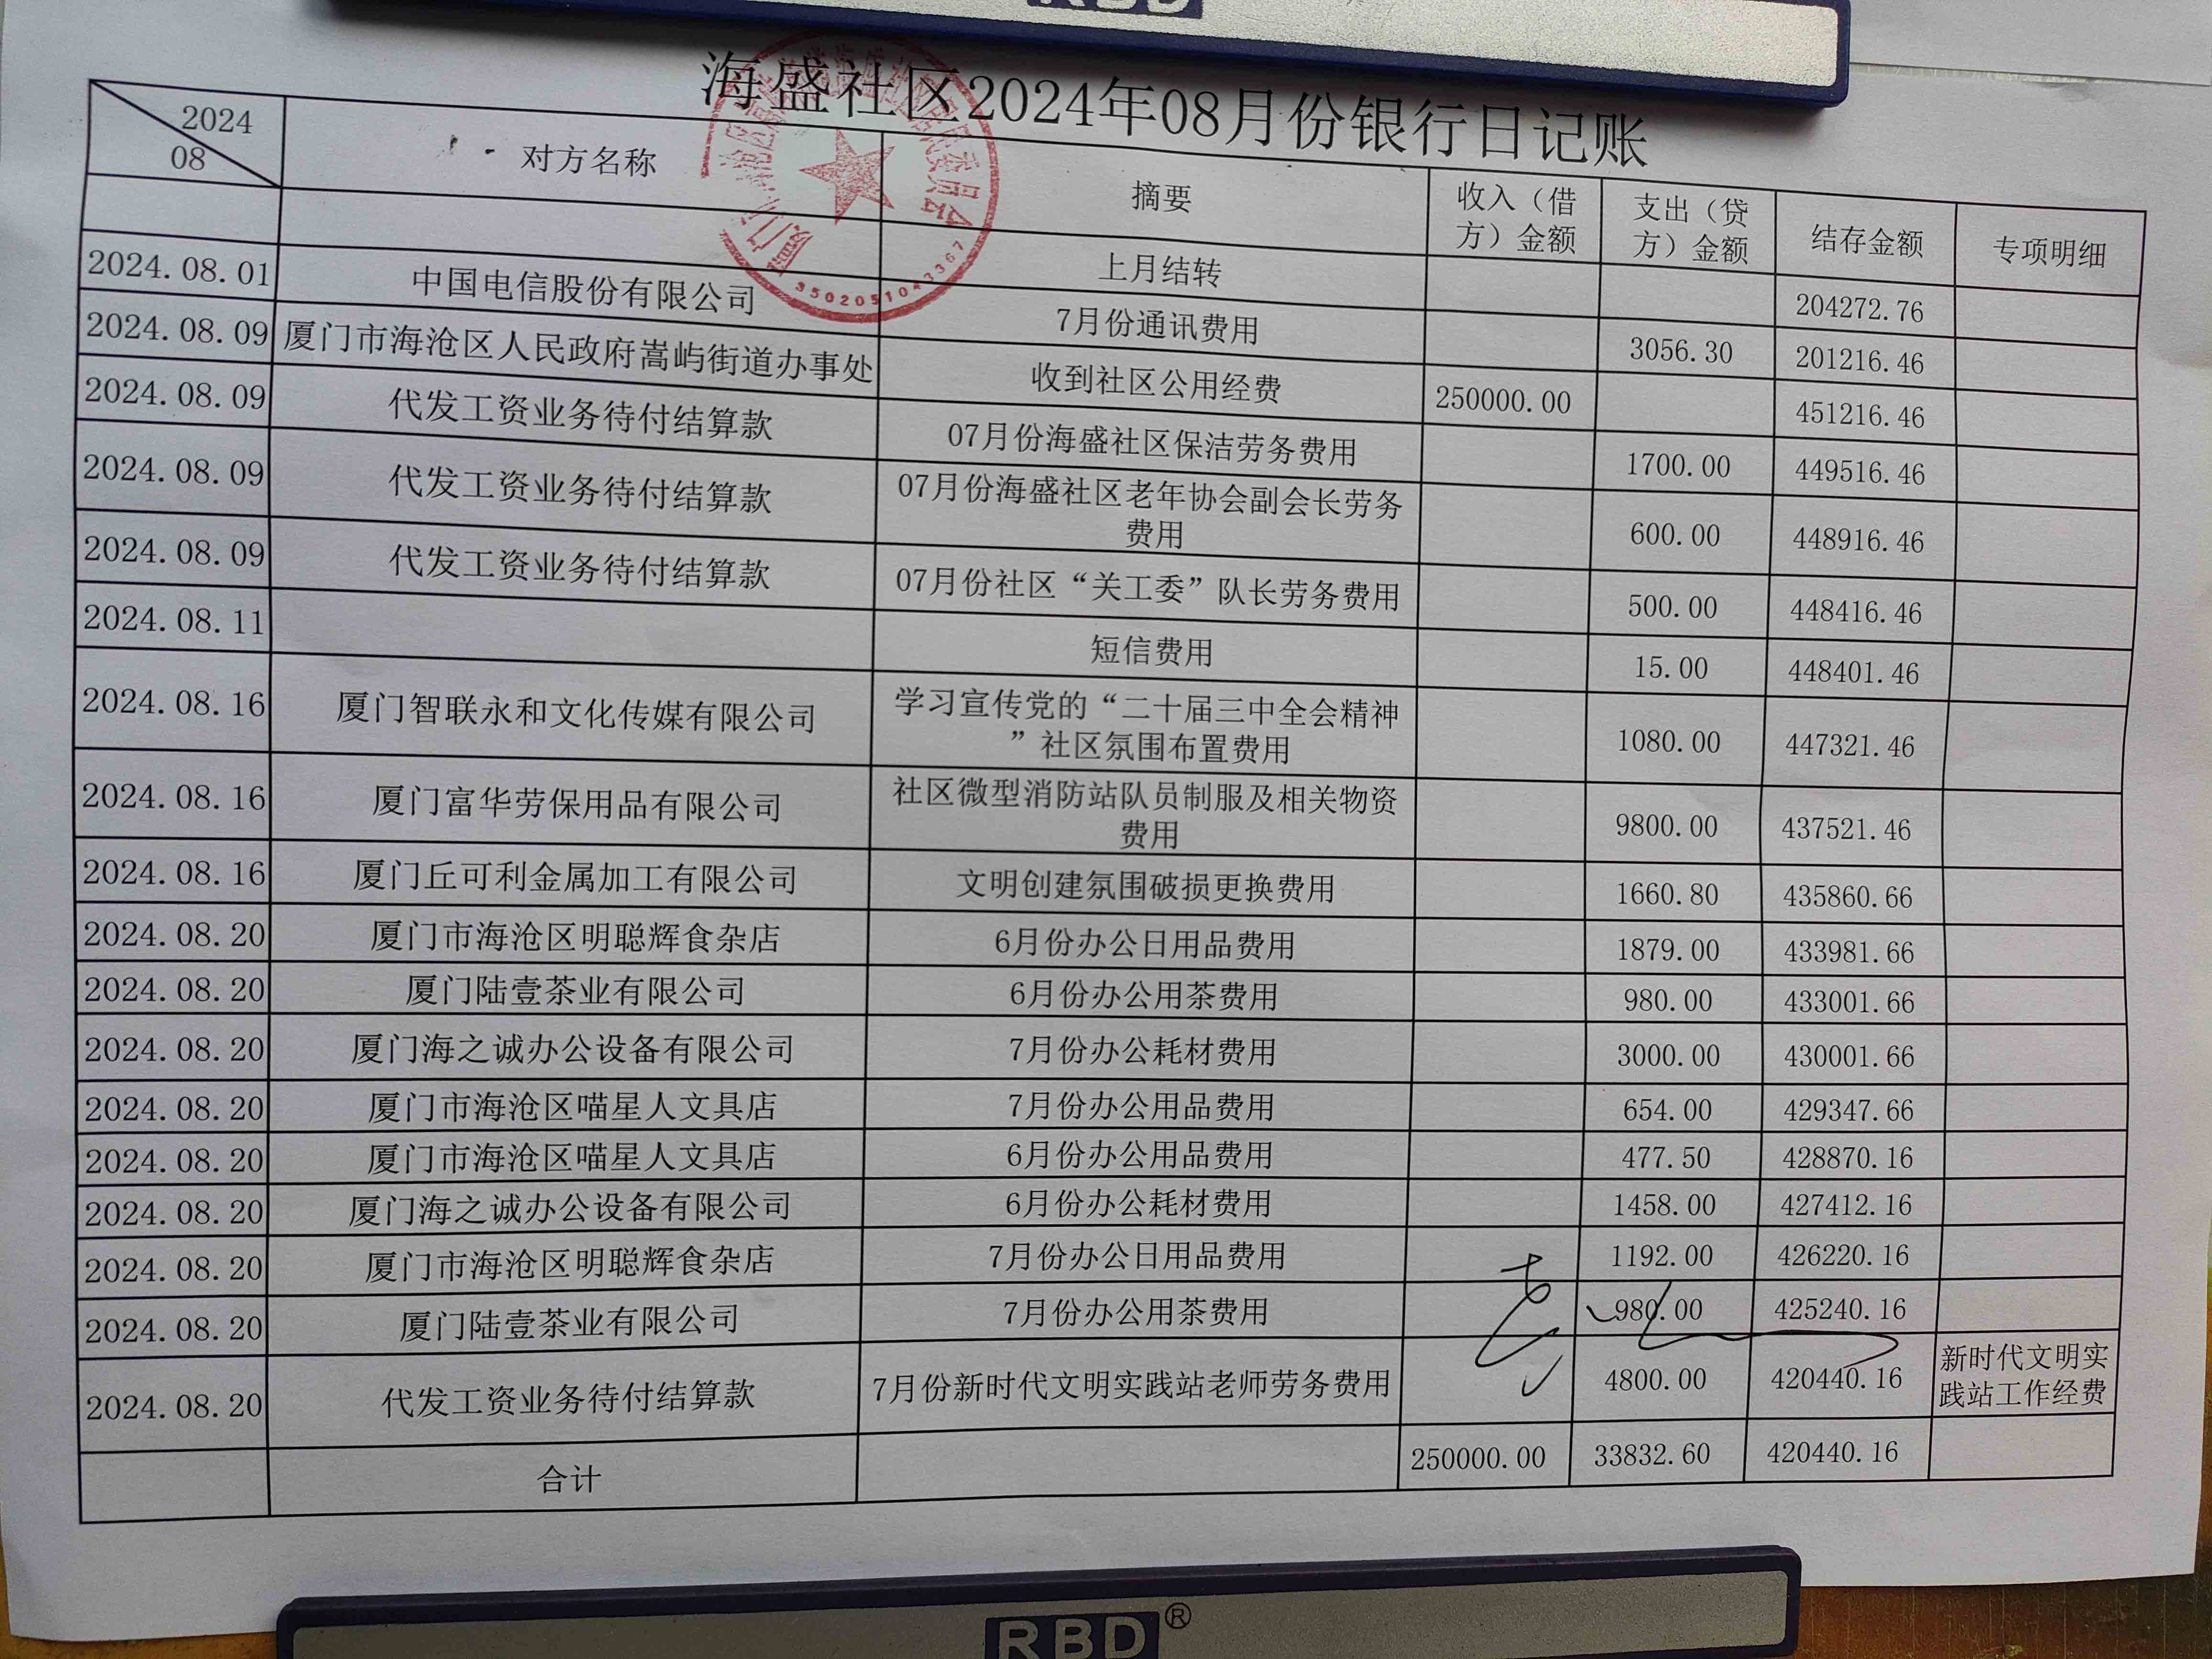 RBD
海盛社区2024年08月份银行日记账
2024
08 对方名称 摘要 收入（借方）金额 支出（贷方）金额 结存金额 专项明细
上月结转 204272.76
2024.08.01 中国电信股份有限公司 7月份通讯费用 3056.30 201216.46
2024.08.09 厦门市海沧区人民政府嵩屿街道办事处 收到社区公用经费 250000.00 451216.46
2024.08.09 代发工资业务待付结算款 07月份海盛社区保洁劳务费用 1700.00 449516.46
2024.08.09 代发工资业务待付结算款 07月份海盛社区老年协会副会长劳务费用 600.00 448916.46
2024.08.09 代发工资业务待付结算款 07月份社区“关工委”队长劳务费用 500.00 448416.46
2024.08.11 短信费用 15.00 448401.46
2024.08.16 厦门智联永和文化传媒有限公司 学习宣传党的“二十届三中全会精神”社区氛围布置费用 1080.00 447321.46
2024.08.16 厦门富华劳保用品有限公司 社区微型消防站队员制服及相关物资费用 9800.00 437521.46
2024.08.16 厦门丘可利金属加工有限公司 文明创建氛围破损更换费用 1660.80 435860.66
2024.08.20 厦门市海沧区明聪辉食杂店 6月份办公日用品费用 1879.00 433981.66
2024.08.20 厦门陆壹茶业有限公司 6月份办公用茶费用 980.00 433001.66
2024.08.20 厦门海之诚办公设备有限公司 7月份办公耗材费用 3000.00 430001.66
2024.08.20 厦门市海沧区喵星人文具店 7月份办公用品费用 654.00 429347.66
2024.08.20 厦门市海沧区喵星人文具店 6月份办公用品费用 477.50 428870.16
2024.08.20 厦门海之诚办公设备有限公司 6月份办公耗材费用 1458.00 427412.16
2024.08.20 厦门市海沧区明聪辉食杂店 7月份办公日用品费用 1192.00 426220.16
2024.08.20 厦门陆壹茶业有限公司 7月份办公用茶费用 980.00 425240.16
2024.08.20 代发工资业务待付结算款 7月份新时代文明实践站老师劳务费用 4800.00 420440.16 新时代文明实践站工作经费
合计 250000.00 33832.60 420440.16
RBD®